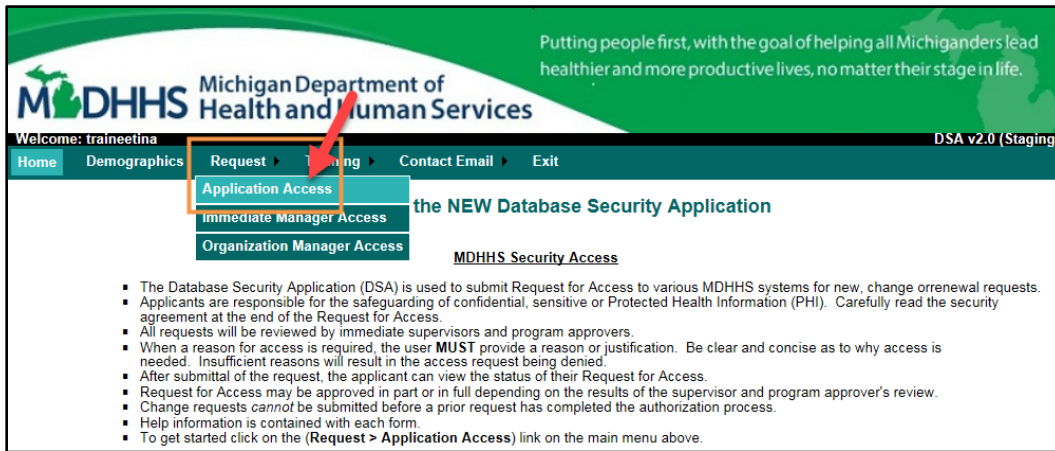 Putting people first, with the goal of helping all Michiganders lead
healthier and more productive lives, no matter their stage in life.
MDHHS Michigan Department of
Health and Human Services
Welcome: traineetina DSA v2.0 (Staging
Home Demographics Request Training Contact Email Exit
Application Access
Immediate Manager Access
Organization Manager Access
the NEW Database Security Application
MDHHS Security Access
▪ The Database Security Application (DSA) is used to submit Request for Access to various MDHHS systems for new, change orrenewal requests.
▪ Applicants are responsible for the safeguarding of confidential, sensitive or Protected Health Information (PHI). Carefully read the security
agreement at the end of the Request for Access.
▪ All requests will be reviewed by immediate supervisors and program approvers.
▪ When a reason for access is required, the user MUST provide a reason or justification. Be clear and concise as to why access is
needed. Insufficient reasons will result in the access request being denied.
▪ After submittal of the request, the applicant can view the status of their Request for Access.
▪ Request for Access may be approved in part or in full depending on the results of the supervisor and program approver's review.
▪ Change requests cannot be submitted before a prior request has completed the authorization process.
▪ Help information is contained with each form.
▪ To get started click on the (Request > Application Access) link on the main menu above.